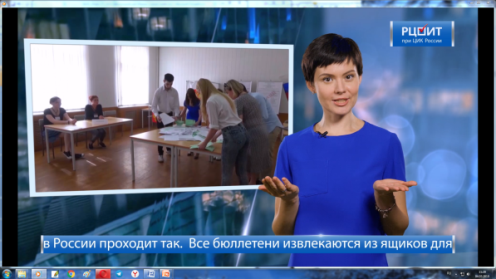 РЦОИТ
при ЦИК России
в России проходит так. Все бюллетени извлекаются из ящиков для